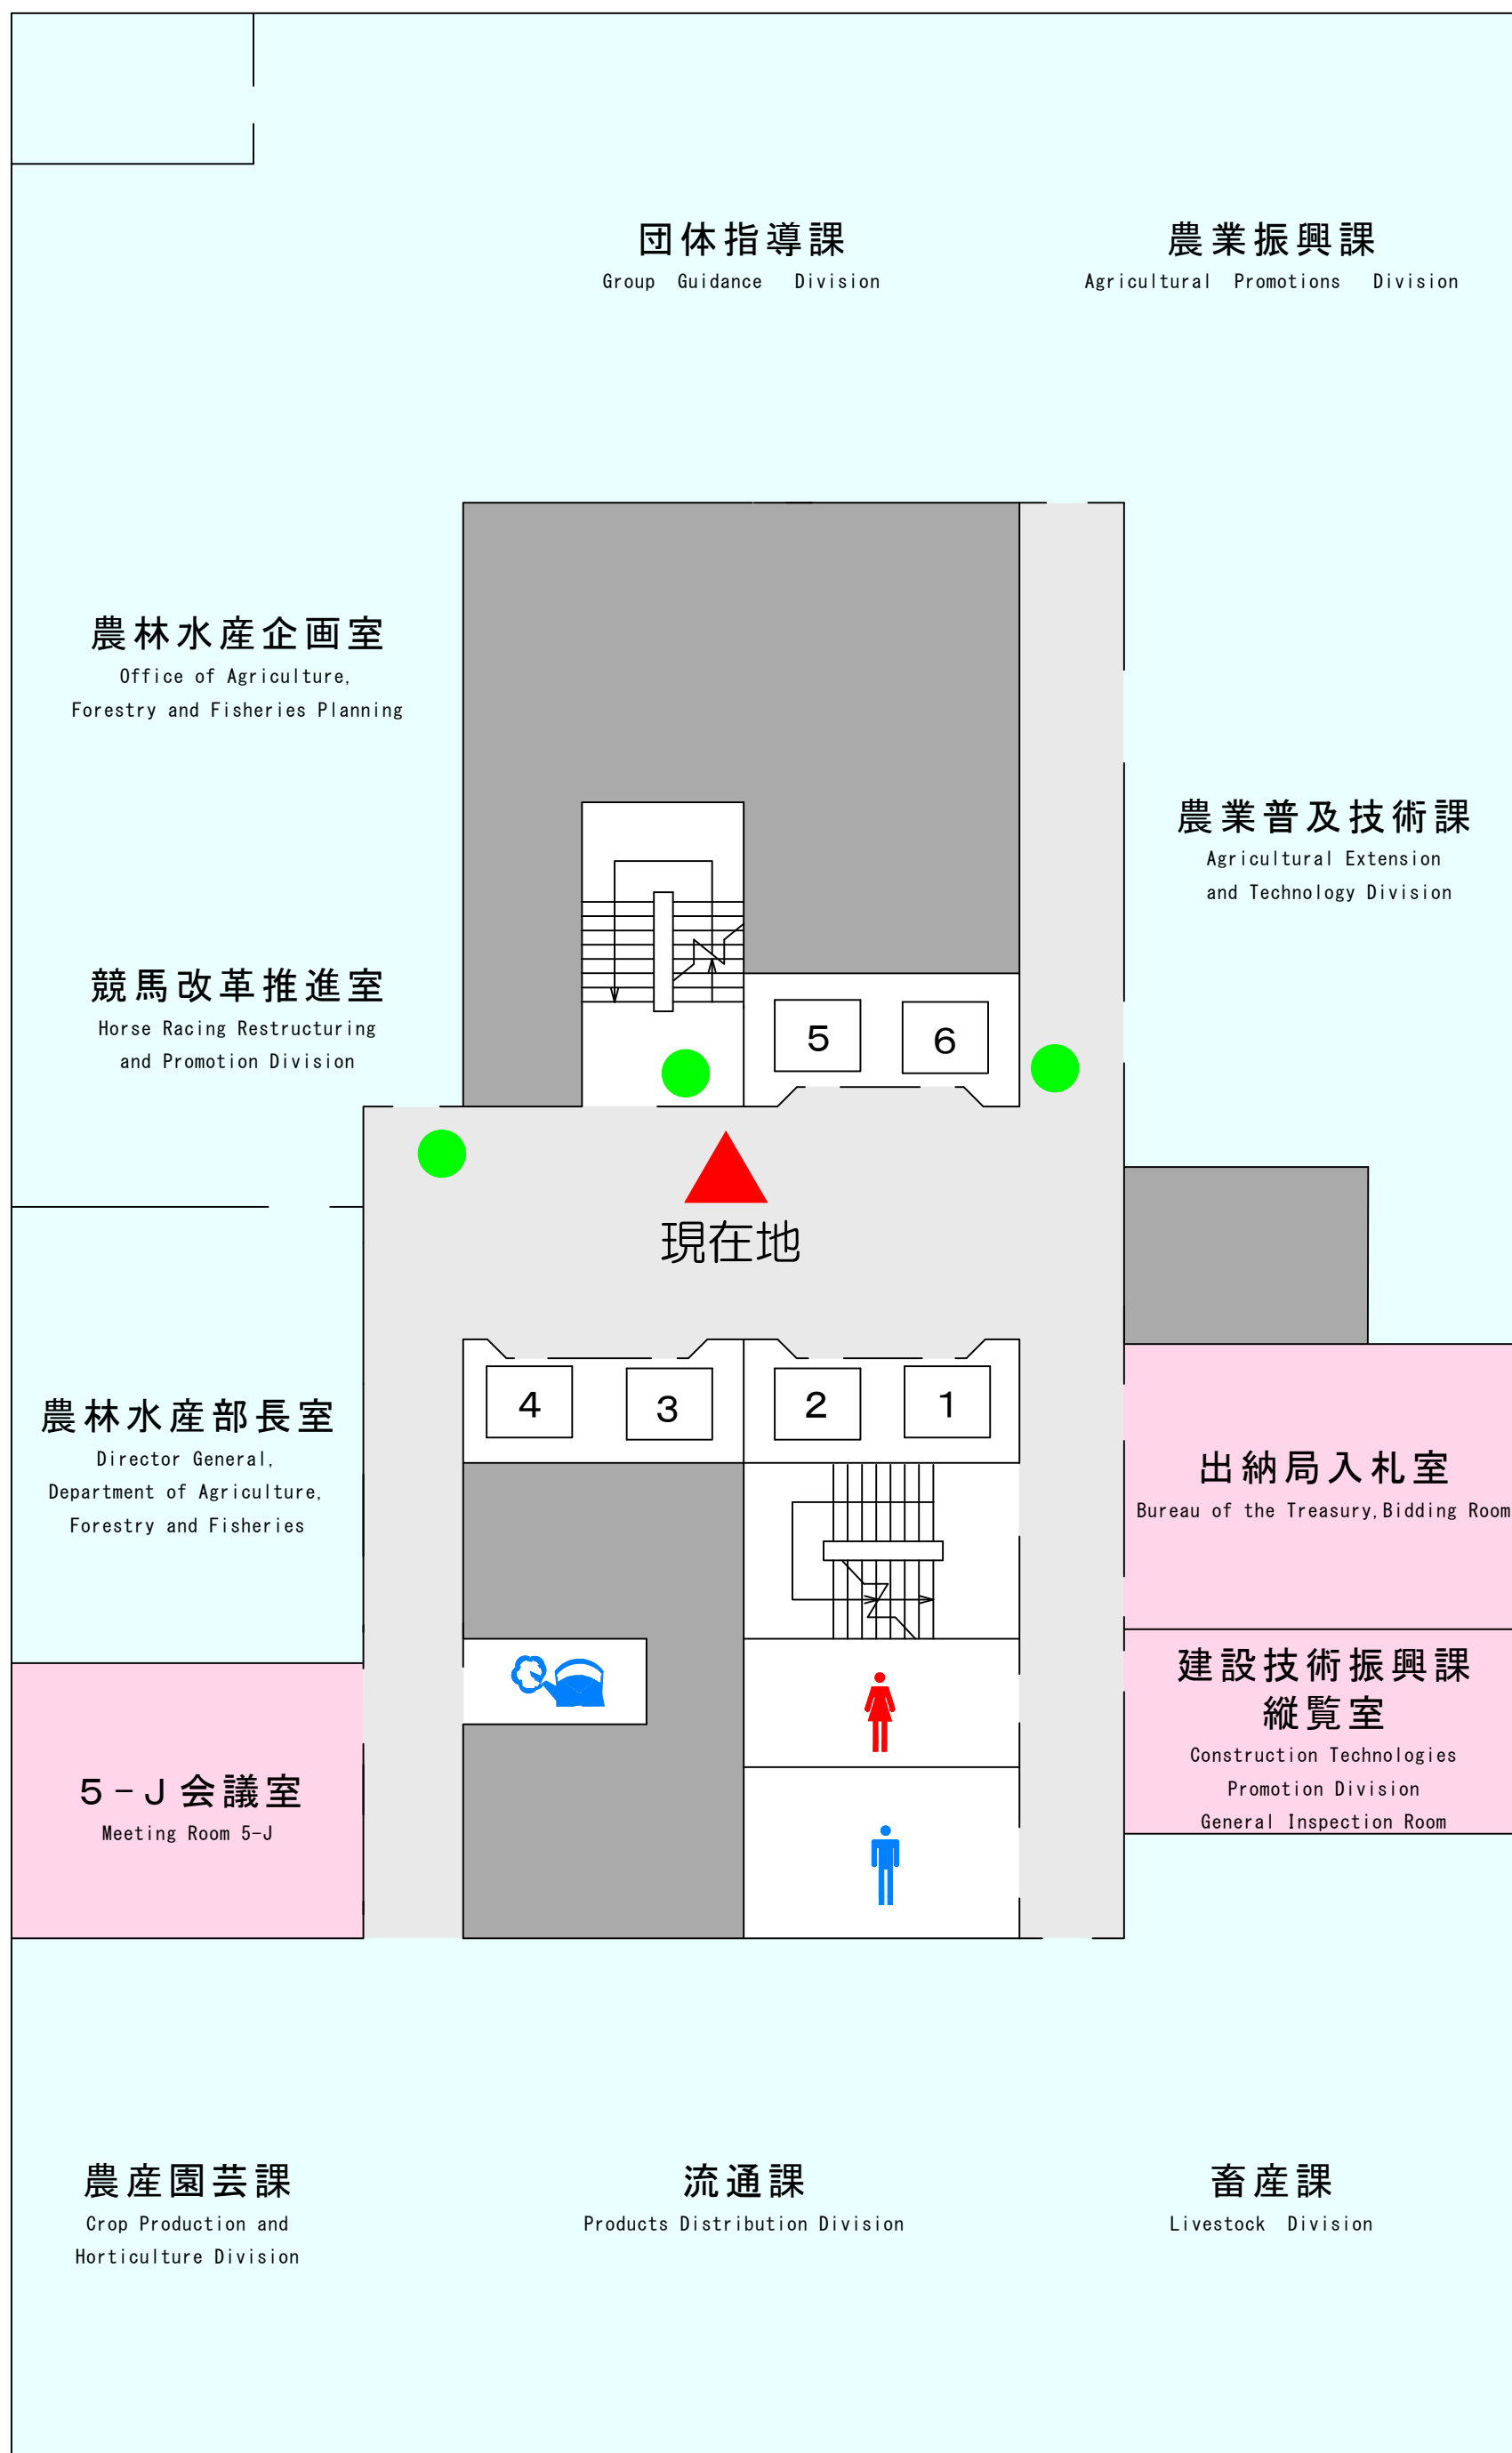 団体指導課
Group Guidance Division
農業振興課
Agricultural Promotions Division
農林水産企画室
Office of Agriculture,
Forestry and Fisheries Planning
農業普及技術課
Agricultural Extension
and Technology Division
競馬改革推進室
Horse Racing Restructuring
and Promotion Division
5
6
現在地
4
3
2
1
農林水産部長室
Director General,
Department of Agriculture,
Forestry and Fisheries
出納局入札室
Bureau of the Treasury,Bidding Room
建設技術振興課
縦覧室
Construction Technologies
Promotion Division
General Inspection Room
5-J会議室
Meeting Room 5-J
農産園芸課
Crop Production and
Horticulture Division
流通課
Products Distribution Division
畜産課
Livestock Division